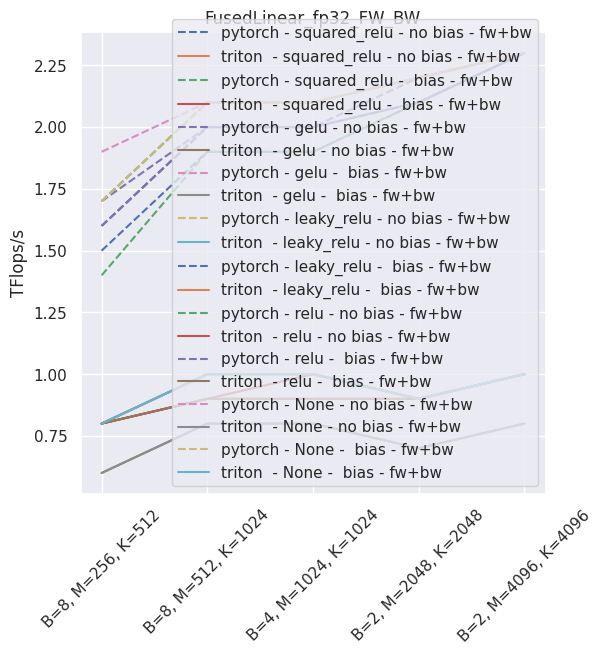 FusedLinear_fp32_FW_BW
pytorch - squared_relu - no bias - fw+bw
triton  - squared_relu - no bias - fw+bw
pytorch - squared_relu -  bias - fw+bw
triton  - squared_relu -  bias - fw+bw
pytorch - gelu - no bias - fw+bw
triton  - gelu - no bias - fw+bw
pytorch - gelu -  bias - fw+bw
triton  - gelu -  bias - fw+bw
pytorch - leaky_relu - no bias - fw+bw
triton  - leaky_relu - no bias - fw+bw
pytorch - leaky_relu -  bias - fw+bw
triton  - leaky_relu -  bias - fw+bw
pytorch - relu - no bias - fw+bw
triton  - relu - no bias - fw+bw
pytorch - relu -  bias - fw+bw
triton  - relu -  bias - fw+bw
pytorch - None - no bias - fw+bw
triton  - None - no bias - fw+bw
pytorch - None -  bias - fw+bw
triton  - None -  bias - fw+bw
TFlops/s
2.25
2.00
1.75
1.50
1.25
1.00
0.75
B=8, M=256, K=512
B=8, M=512, K=1024
B=4, M=1024, K=1024
B=2, M=2048, K=2048
B=2, M=4096, K=4096